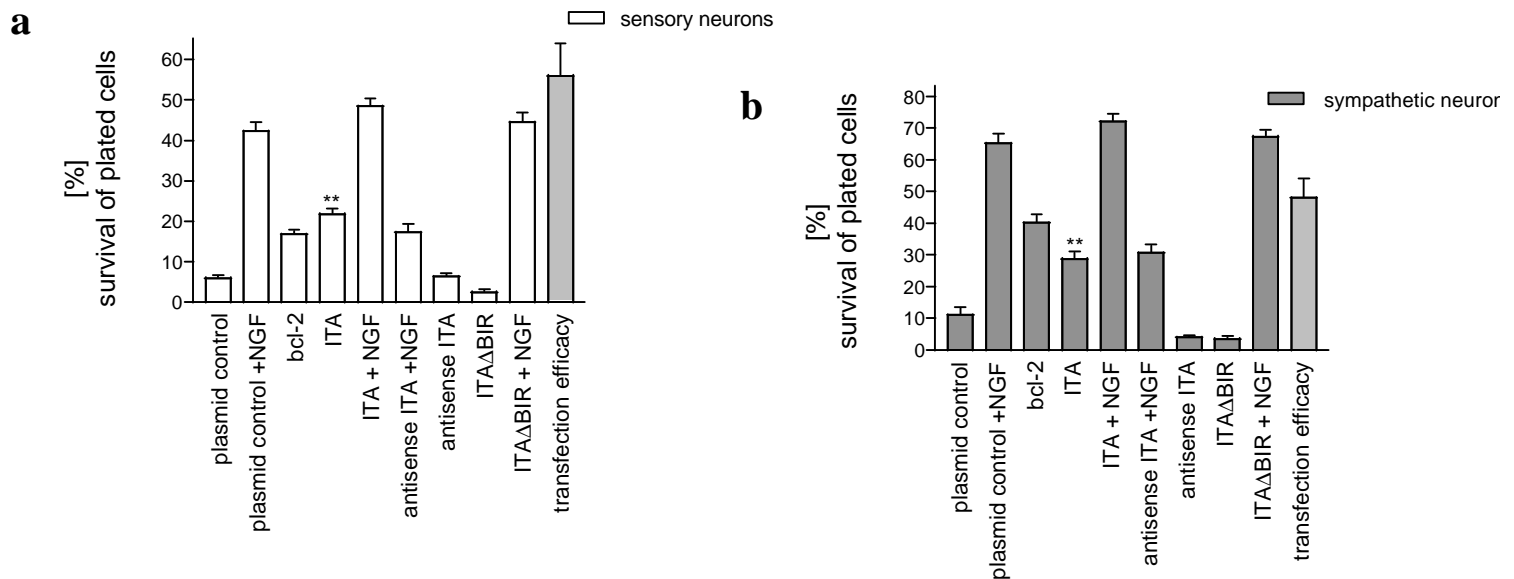 a
sensory neurons
[%]
survival of plated cells
60
50
40
30
20
10
0
**
plasmid control
plasmid control +NGF
bcl-2
ITA
ITA + NGF
antisense ITA +NGF
antisense ITA
ITAΔBIR
ITAΔBIR + NGF
transfection efficacy
b
sympathetic neuror
[%]
survival of plated cells
80
70
60
50
40
30
20
10
0
**
plasmid control
plasmid control +NGF
bcl-2
ITA
ITA + NGF
antisense ITA +NGF
antisense ITA
ITAΔBIR
ITAΔBIR + NGF
transfection efficacy